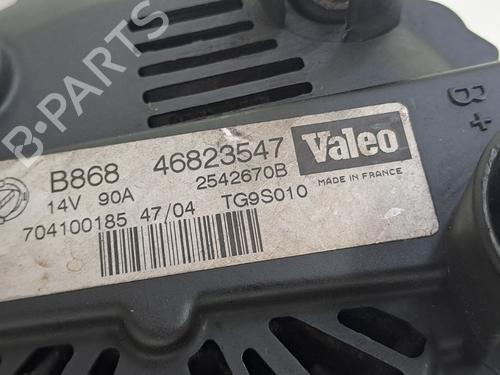 B-PARTS
B+
B868 46823547 Valeo
14V 90A 2542670B MADE IN FRANCE
704100185 47/04 TG9S010